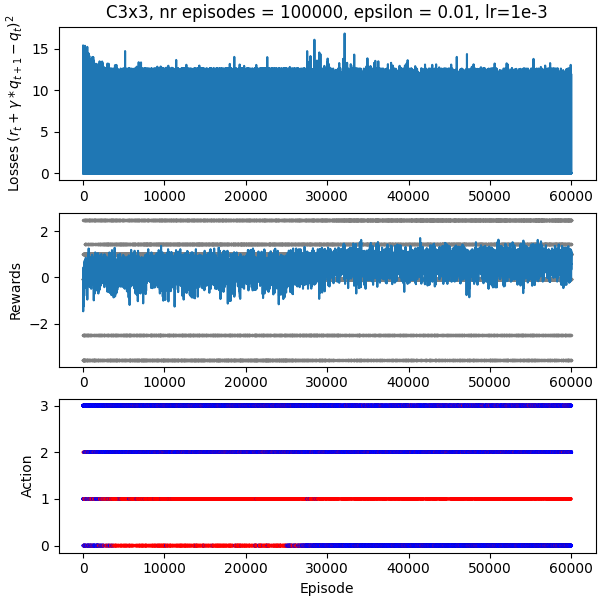 C3x3, nr episodes = 100000, epsilon = 0.01, lr=1e-3
Losses $(r_t + \gamma * q_{t+1} - q_t)^2$
15
10
5
0
0 10000 20000 30000 40000 50000 60000
Rewards
2
0
−2
0 10000 20000 30000 40000 50000 60000
Action
3
2
1
0
0 10000 20000 30000 40000 50000 60000
Episode